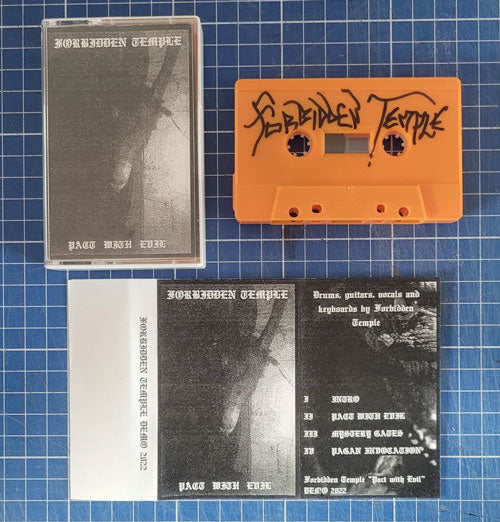 FORBIDDEN TEMPLE
PACT WITH EVIL
FORBIDDEN TEMPLE
FORBIDDEN TEMPLE DEMO 2022
FORBIDDEN TEMPLE
PACT WITH EVIL
Drums, guitars, vocals and
keyboards by Forbidden
Temple
I INTRO
II PACT WITH EVIL
III MYSTERY GATES
IV PAGAN INVOCATION
Forbidden Temple "Pact with Evil"
DEMO 2022